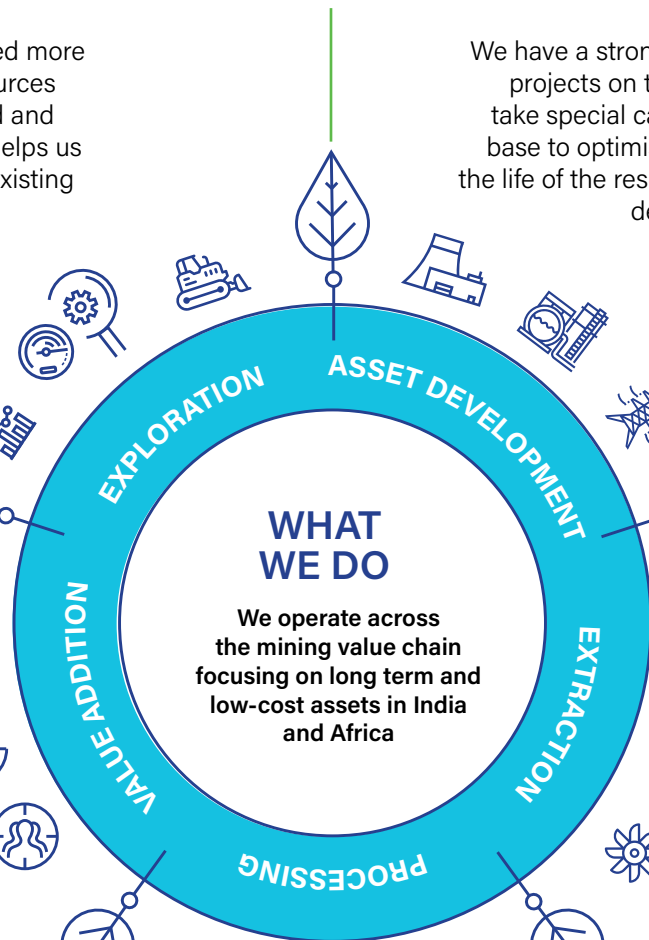 ed more
urces
d and
elps us
xisting
We have a stron
projects on t
take special ca
base to optimi
the life of the res
de
EXPLORATION
ASSET DEVELOPMENT
EXTRACTION
PROCESSING
VALUE ADDITION
WHAT
WE DO
We operate across
the mining value chain
focusing on long term and
low-cost assets in India
and Africa